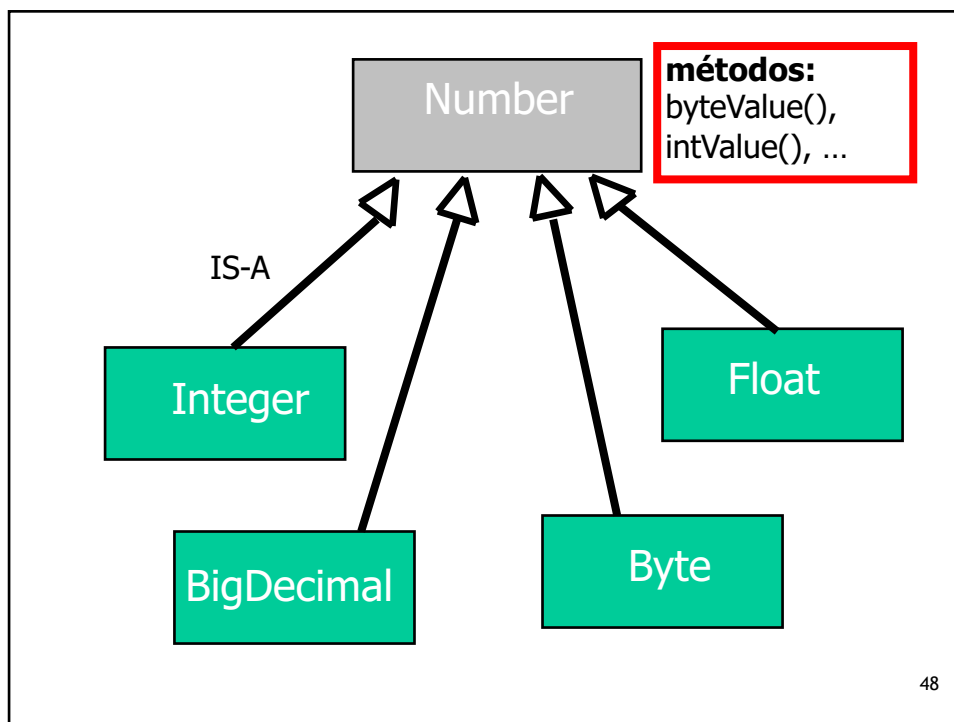 Number
métodos:
byteValue(),
intValue(), ...
IS-A
Integer
Float
BigDecimal
Byte
48